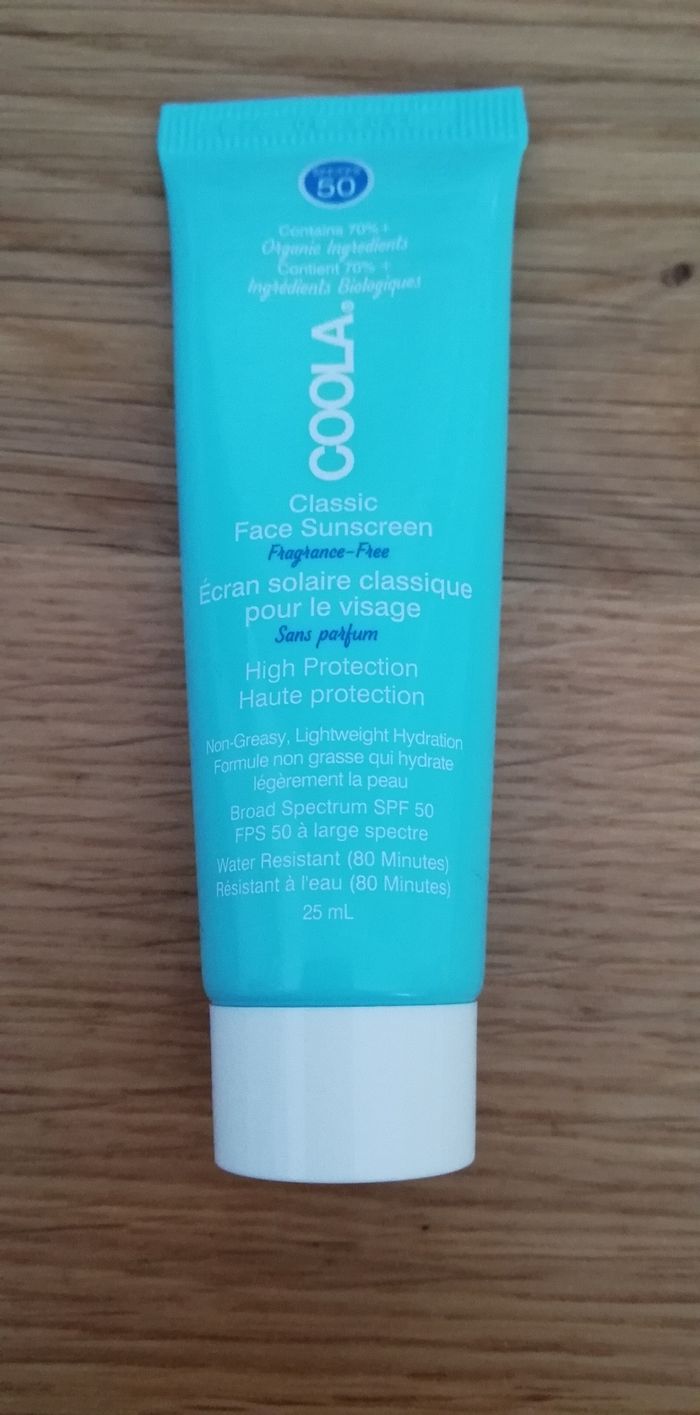 50
Contains 70% +
Organic Ingredients
Contient 70% +
Ingrédients Biologiques
COOLA®
Classic
Face Sunscreen
Fragrance-Free
Écran solaire classique
pour le visage
Sans parfum
High Protection
Haute protection
Non-Greasy, Lightweight Hydration
Formule non grasse qui hydrate
légèrement la peau
Broad Spectrum SPF 50
FPS 50 à large spectre
Water Resistant (80 Minutes)
Résistant à l'eau (80 Minutes)
25 mL